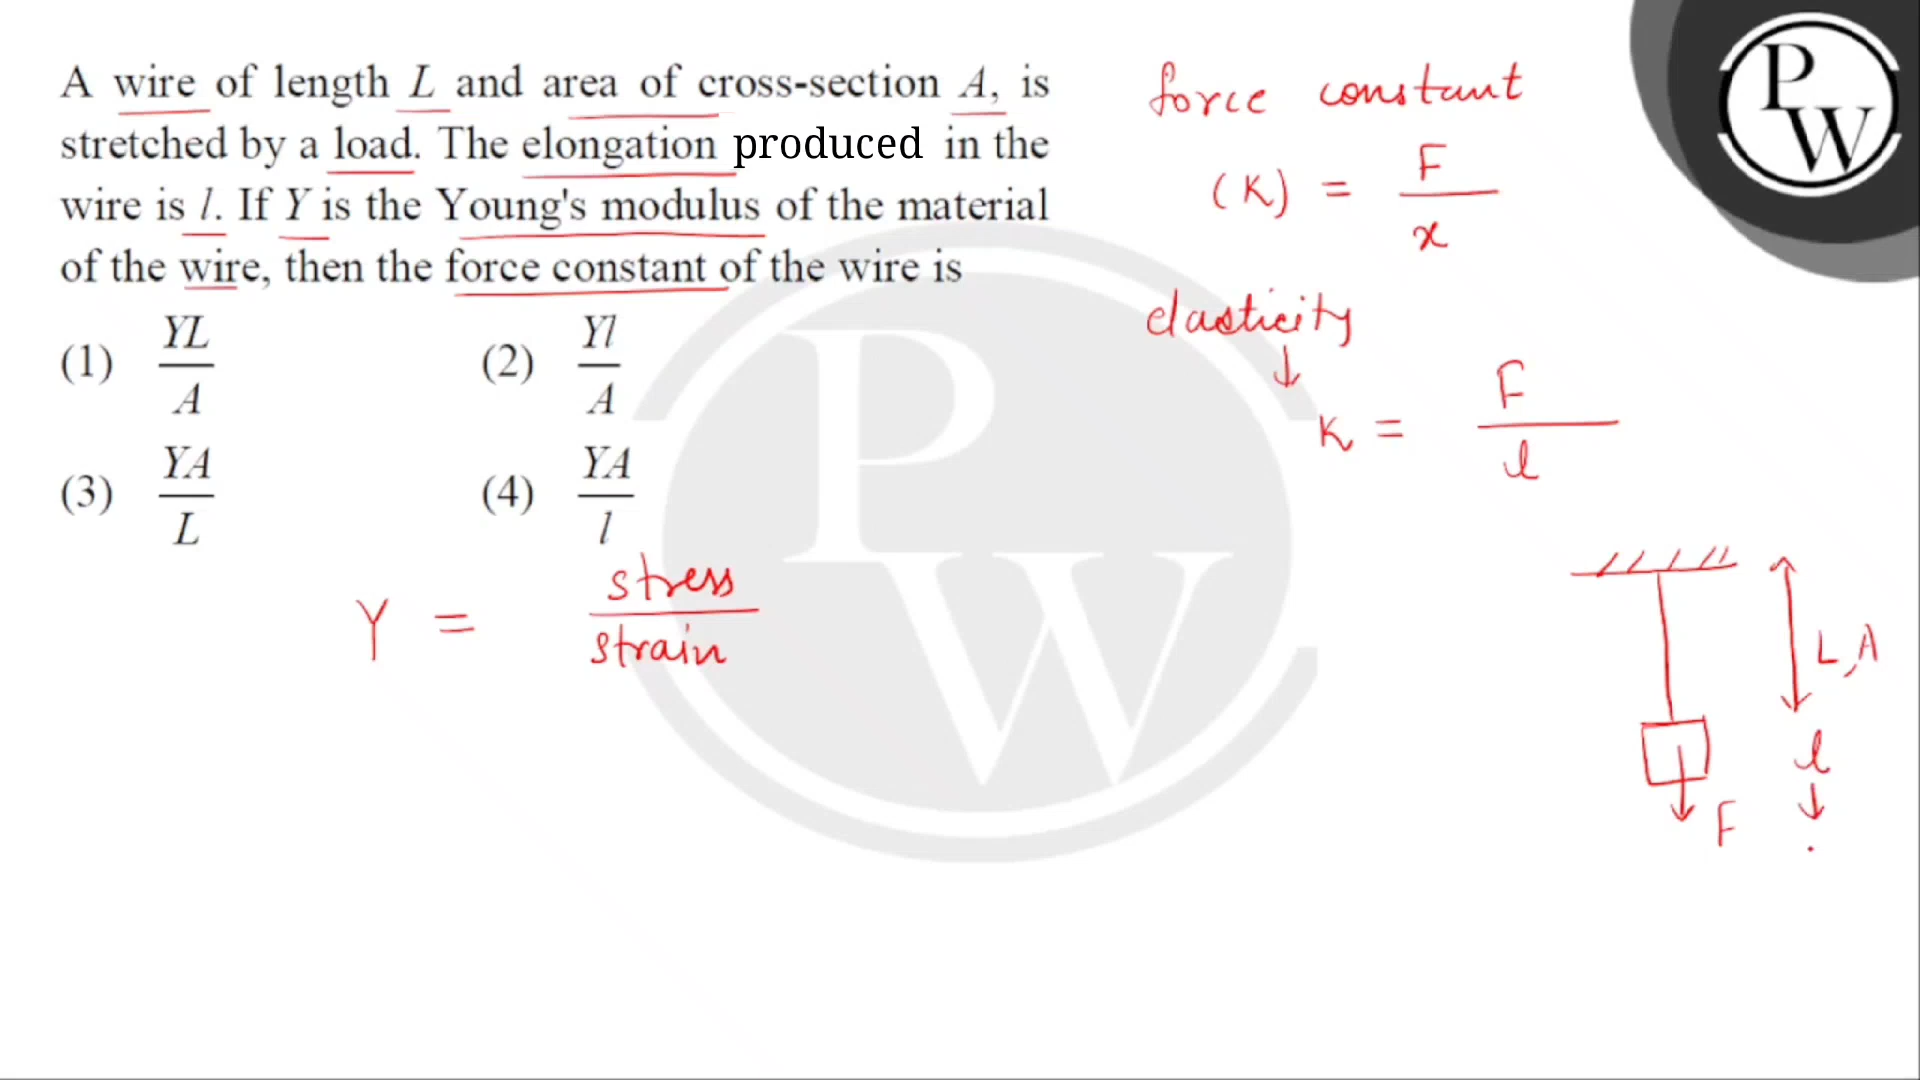 A wire of length L and area of cross-section A, is
stretched by a load. The elongation produced in the
wire is l. If Y is the Young's modulus of the material
of the wire, then the force constant of the wire is
(1) YL/A (2) Yl/A
(3) YA/L (4) YA/l
Y = stress/strain
force constant
(K) = F/x
elasticity
↓
K = F/l
L, A
l
↓
F
P
W
P
W